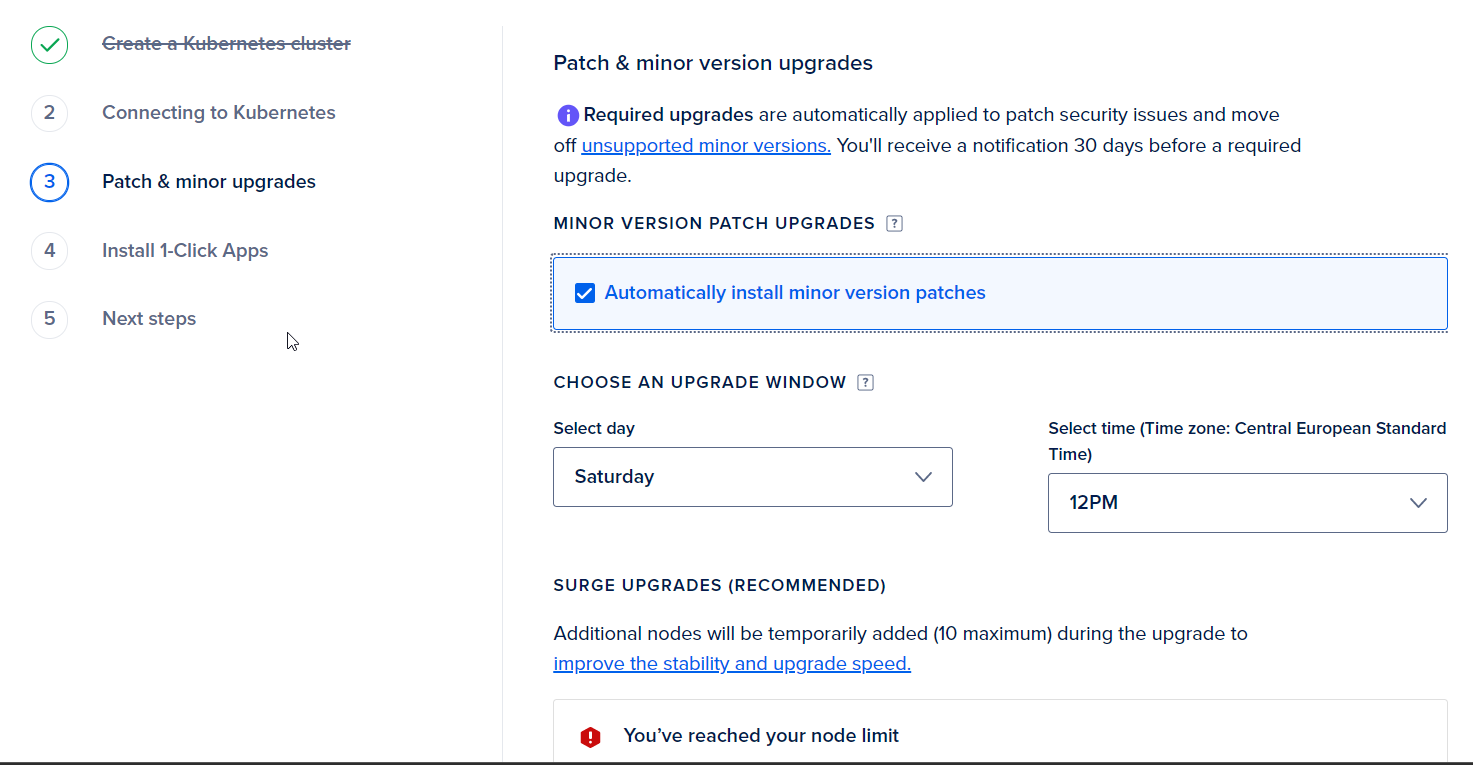 Create a Kubernetes cluster
2 Connecting to Kubernetes
3 Patch & minor upgrades
4 Install 1-Click Apps
5 Next steps
Patch & minor version upgrades
Required upgrades are automatically applied to patch security issues and move
off unsupported minor versions. You'll receive a notification 30 days before a required
upgrade.
MINOR VERSION PATCH UPGRADES ?
Automatically install minor version patches
CHOOSE AN UPGRADE WINDOW ?
Select day
Saturday
Select time (Time zone: Central European Standard
Time)
12PM
SURGE UPGRADES (RECOMMENDED)
Additional nodes will be temporarily added (10 maximum) during the upgrade to
improve the stability and upgrade speed.
You’ve reached your node limit